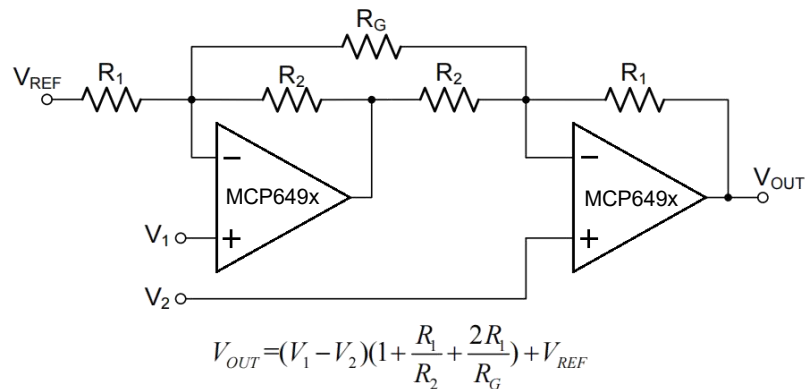 R_G
V_REF R_1 R_2 R_2 R_1
− −
MCP649x MCP649x V_OUT
V_1 + +
V_2
V_OUT=(V_1−V_2)(1+R_1/R_2+2R_1/R_G)+V_REF